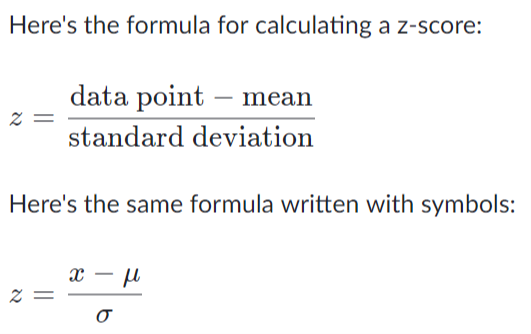 Here's the formula for calculating a z-score:
z = (data point − mean) / (standard deviation)
Here's the same formula written with symbols:
z = (x − μ) / σ